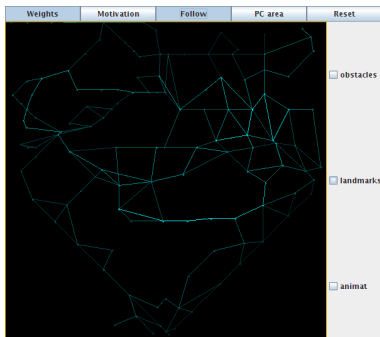 Weights Motivation Follow PC area Reset
obstacles
landmarks
animat